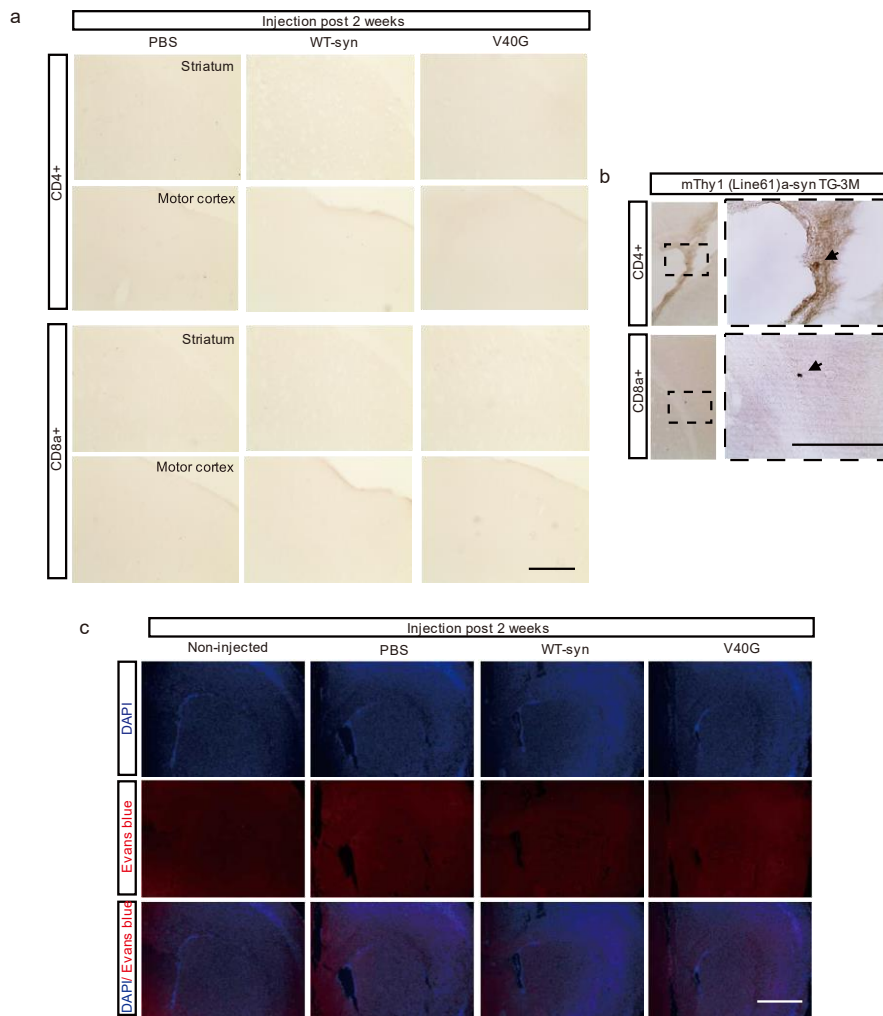 a
Injection post 2 weeks
PBS
WT-syn
V40G
CD4+
Striatum
Motor cortex
CD8a+
Striatum
Motor cortex
b
mThy1 (Line61)a-syn TG-3M
CD4+
CD8a+
c
Injection post 2 weeks
Non-injected
PBS
WT-syn
V40G
DAPI
Evans blue
DAPI/ Evans blue